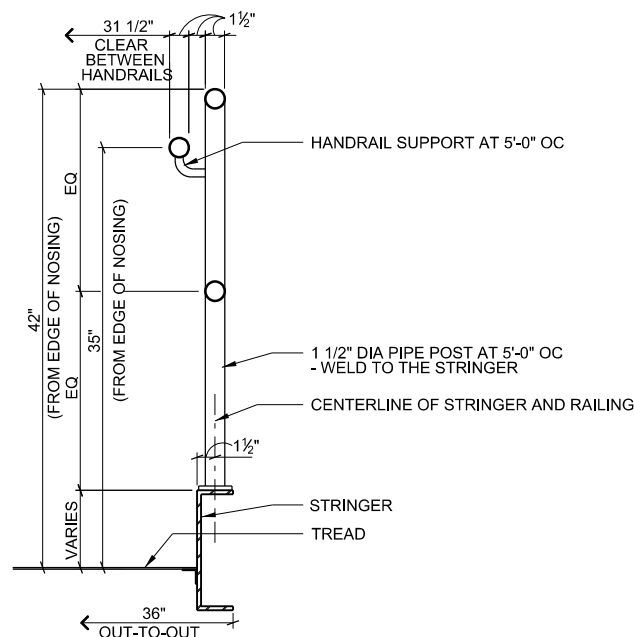 31 1/2"
1½"
CLEAR
BETWEEN
HANDRAILS
HANDRAIL SUPPORT AT 5'-0" OC
EQ
42"
(FROM EDGE OF NOSING)
35"
(FROM EDGE OF NOSING)
EQ
1 1/2" DIA PIPE POST AT 5'-0" OC
- WELD TO THE STRINGER
CENTERLINE OF STRINGER AND RAILING
1½"
VARIES
STRINGER
TREAD
36"
OUT-TO-OUT